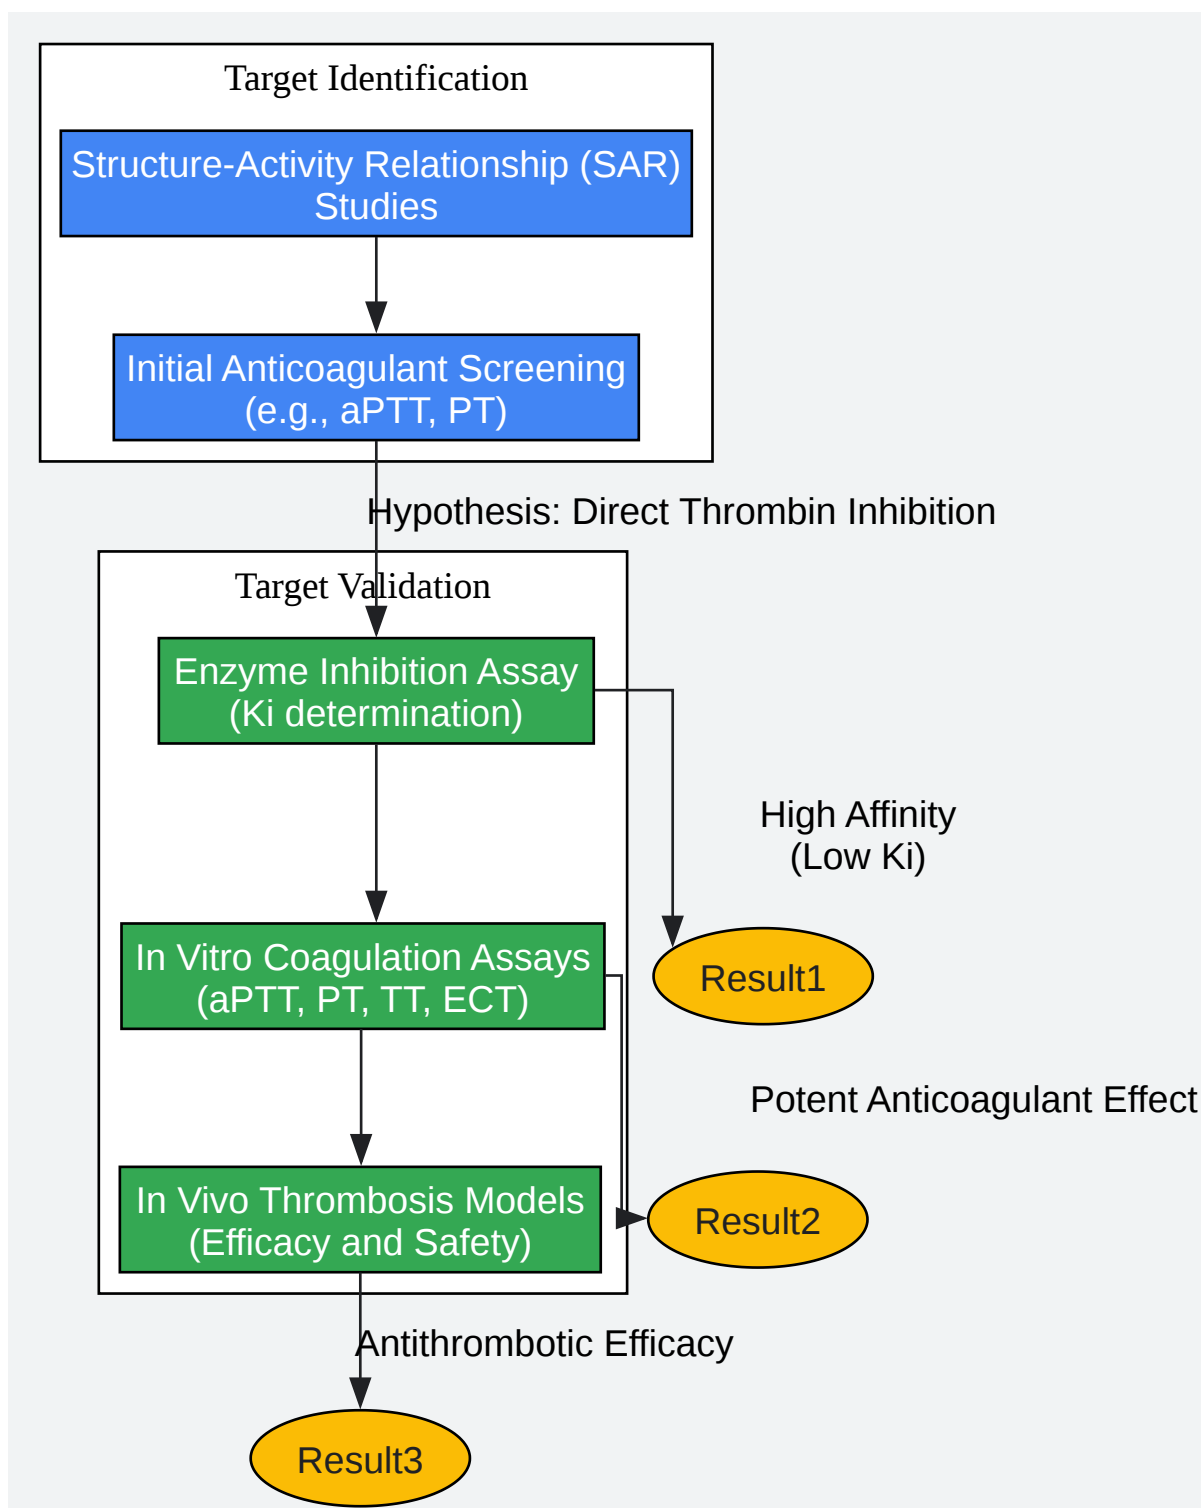 Target Identification
Structure-Activity Relationship (SAR)
Studies
Initial Anticoagulant Screening
(e.g., aPTT, PT)
Hypothesis: Direct Thrombin Inhibition
Target Validation
Enzyme Inhibition Assay
(Ki determination)
High Affinity
(Low Ki)
In Vitro Coagulation Assays
(aPTT, PT, TT, ECT)
Result1
Potent Anticoagulant Effect
In Vivo Thrombosis Models
(Efficacy and Safety)
Result2
Antithrombotic Efficacy
Result3